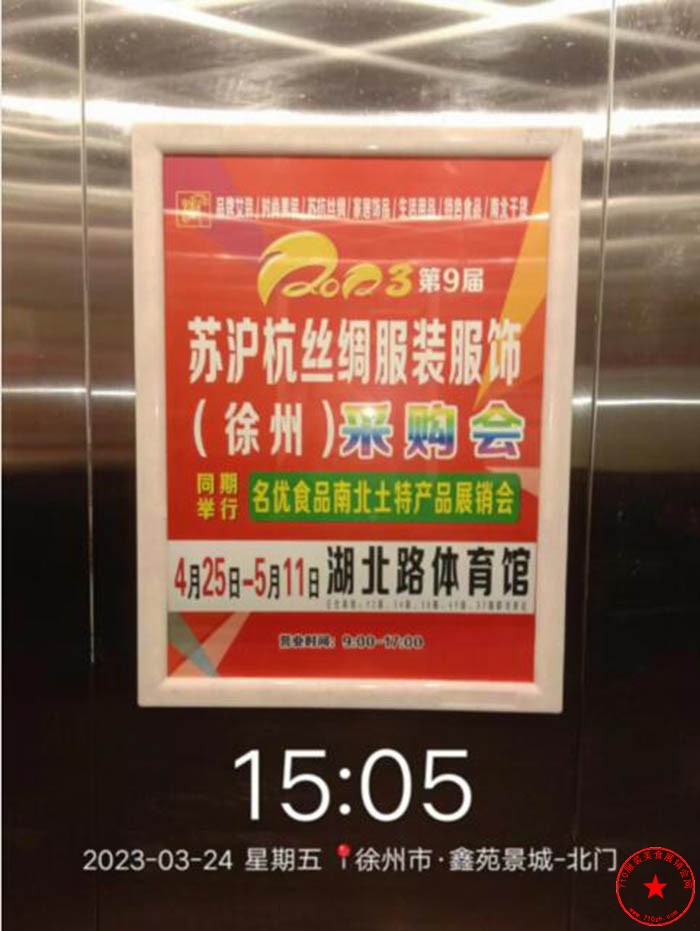 品牌女装/时尚男装/苏杭丝绸/家居饰品/生活用品/特色食品/南北干货
2023第9届
苏沪杭丝绸服装服饰
(徐州)采购会
同期举行 名优食品南北土特产品展销会
4月25日-5月11日 湖北路体育馆
营业时间：9:00-17:00
15:05
2023-03-24 星期五 徐州市·鑫苑景城-北门
www.710zh.com